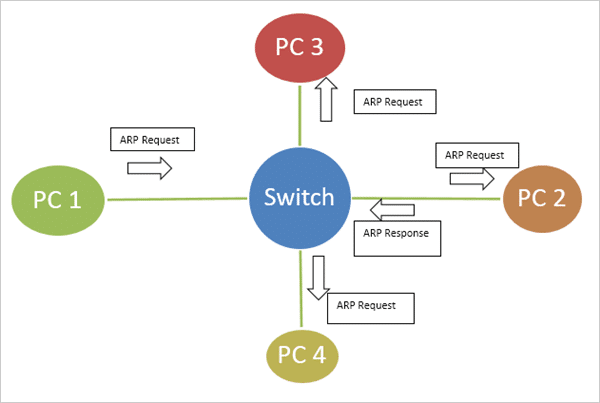 PC 3
ARP Request
ARP Request
ARP Request
PC 1
Switch
PC 2
ARP Response
ARP Request
PC 4